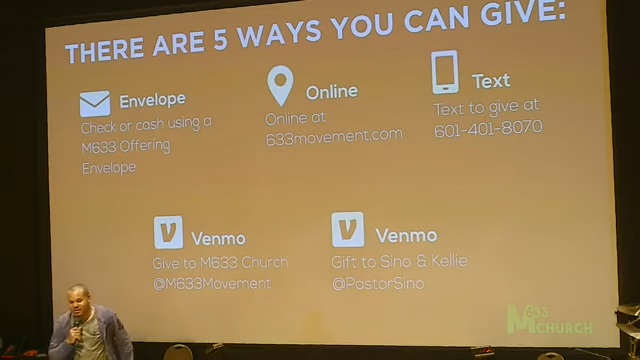 THERE ARE 5 WAYS YOU CAN GIVE:
Envelope
Check or cash using a
M633 Offering
Envelope
Online
Online at
633movement.com
Text
Text to give at
601-401-8070
Venmo
Give to M633 Church
@M633Movement
Venmo
Gift to Sino & Kellie
@PastorSino
M633
CHURCH